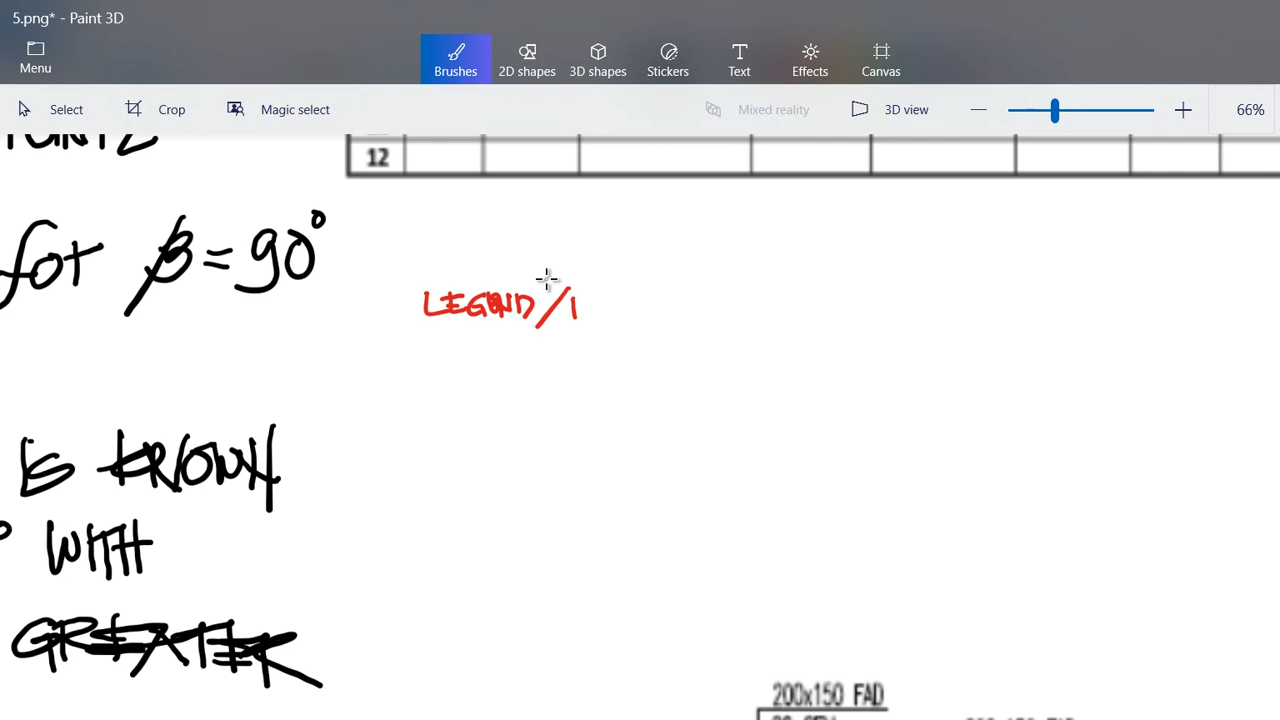 5.png* - Paint 3D
Menu
Brushes
2D shapes
3D shapes
Stickers
Text
Effects
Canvas
Select
Crop
Magic select
Mixed reality
3D view
66%
12
for β = 90°
LEGEND/
IS KNOWN
WITH
GREATER
200x150 FAD